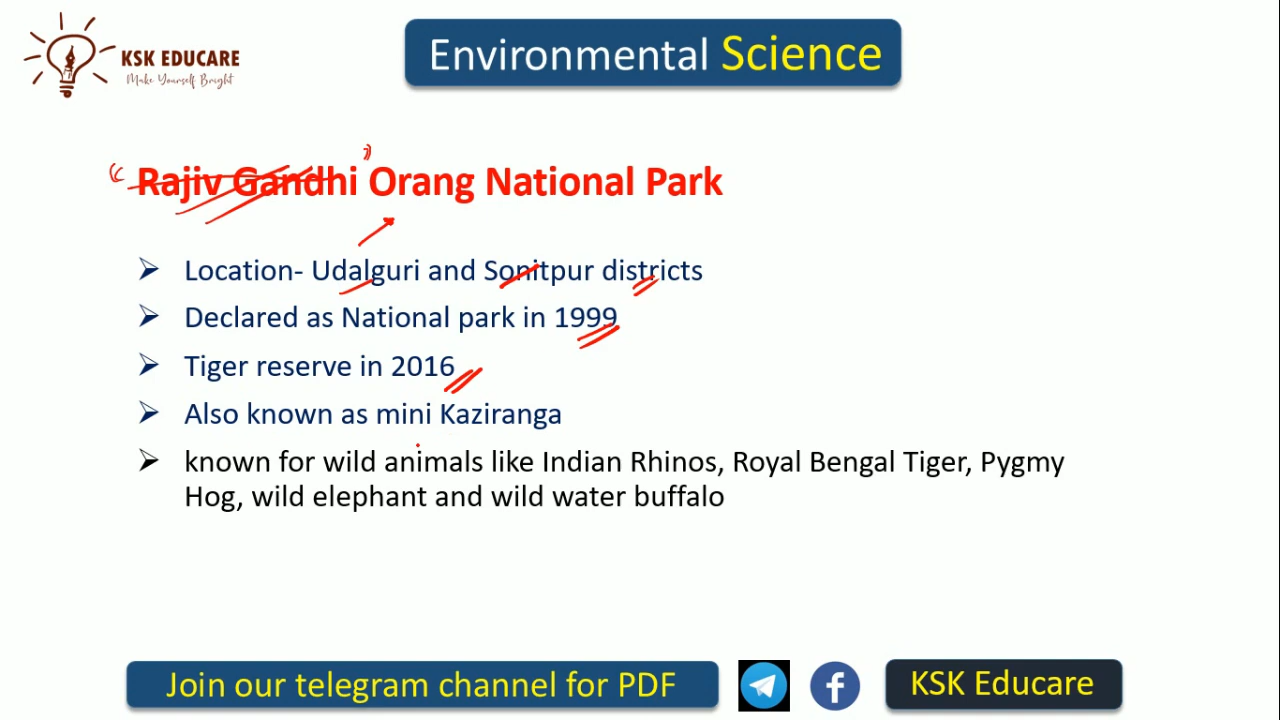 KSK EDUCARE
Make Yourself Bright
Environmental Science
Rajiv Gandhi Orang National Park
Location- Udalguri and Sonitpur districts
Declared as National park in 1999
Tiger reserve in 2016
Also known as mini Kaziranga
known for wild animals like Indian Rhinos, Royal Bengal Tiger, Pygmy
Hog, wild elephant and wild water buffalo
Join our telegram channel for PDF
KSK Educare